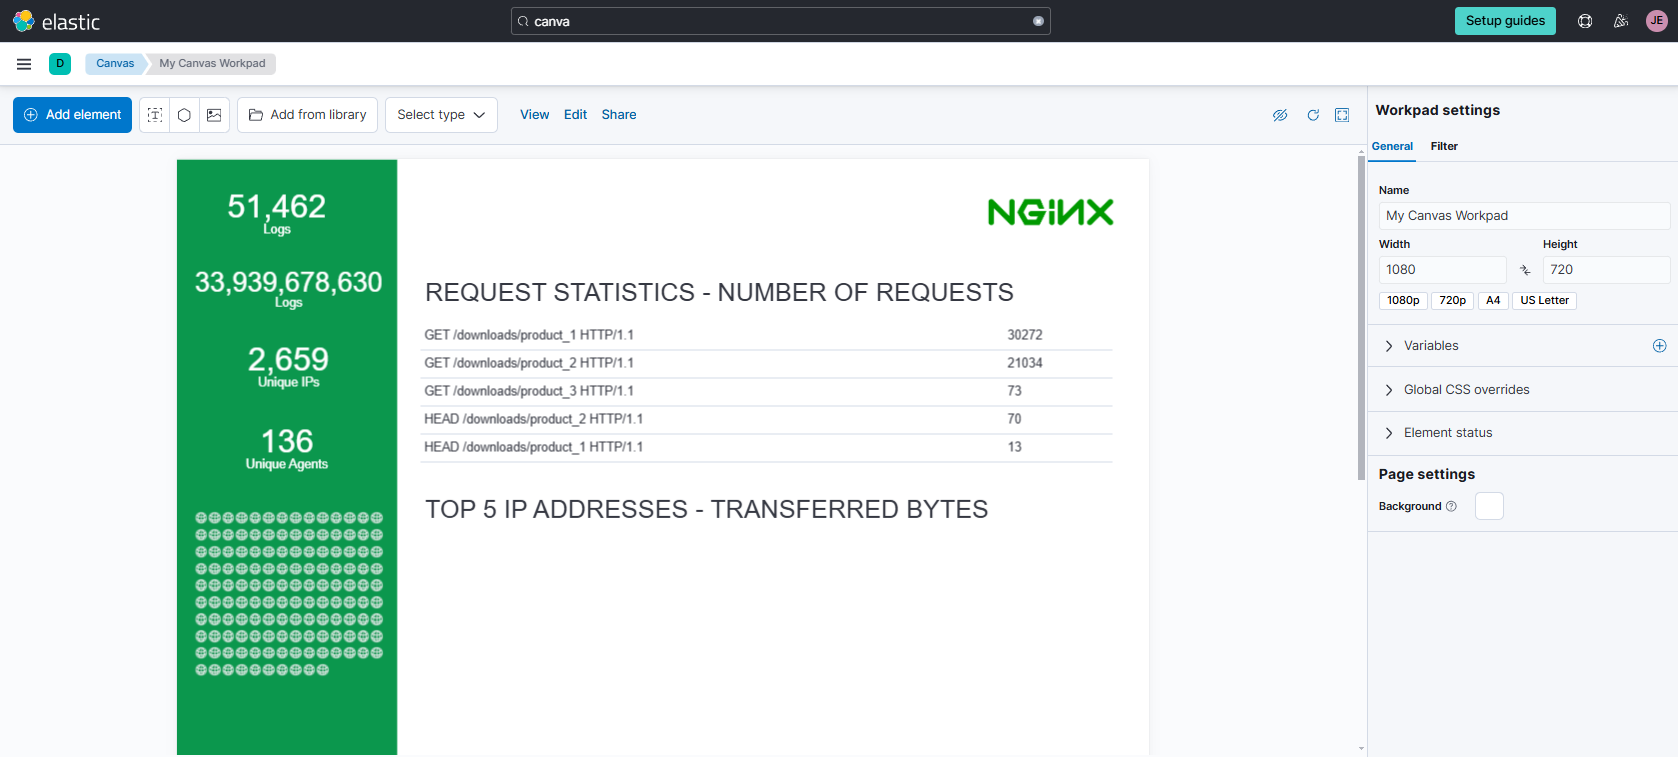 elastic
canva
Setup guides
JE
D
Canvas
My Canvas Workpad
Add element
Add from library
Select type
View
Edit
Share
51,462
Logs
33,939,678,630
Logs
2,659
Unique IPs
136
Unique Agents
NGINX
REQUEST STATISTICS - NUMBER OF REQUESTS
GET /downloads/product_1 HTTP/1.1 30272
GET /downloads/product_2 HTTP/1.1 21034
GET /downloads/product_3 HTTP/1.1 73
HEAD /downloads/product_2 HTTP/1.1 70
HEAD /downloads/product_1 HTTP/1.1 13
TOP 5 IP ADDRESSES - TRANSFERRED BYTES
Workpad settings
General Filter
Name
My Canvas Workpad
Width Height
1080 720
1080p 720p A4 US Letter
Variables
Global CSS overrides
Element status
Page settings
Background